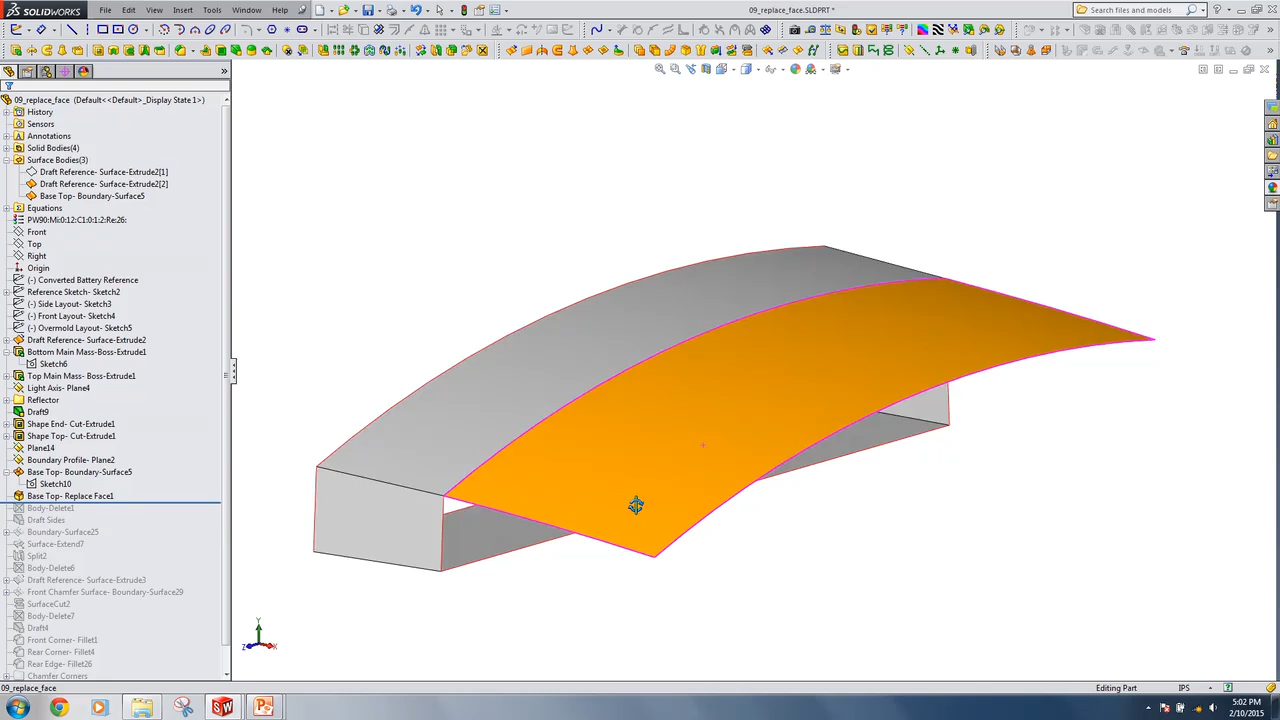 SOLIDWORKS
File
Edit
View
Insert
Tools
Window
Help
09_replace_face.SLDPRT *
Search files and models
09_replace_face (Default<<Default>_Display State 1>)
History
Sensors
Annotations
Solid Bodies(4)
Surface Bodies(3)
Draft Reference- Surface-Extrude2[1]
Draft Reference- Surface-Extrude2[2]
Base Top- Boundary-Surface5
Equations
PW90:Mi:0:12:C1:0:1:2:Re:26:
Front
Top
Right
Origin
(-) Converted Battery Reference
Reference Sketch- Sketch2
(-) Side Layout- Sketch3
(-) Front Layout- Sketch4
(-) Overmold Layout- Sketch5
Draft Reference- Surface-Extrude2
Bottom Main Mass-Boss-Extrude1
Sketch6
Top Main Mass- Boss-Extrude1
Light Axis- Plane4
Reflector
Draft9
Shape End- Cut-Extrude1
Shape Top- Cut-Extrude1
Plane14
Boundary Profile- Plane2
Base Top- Boundary-Surface5
Sketch10
Base Top- Replace Face1
Body-Delete1
Draft Sides
Boundary-Surface25
Surface-Extend7
Split2
Body-Delete6
Draft Reference- Surface-Extrude3
Front Chamfer Surface- Boundary-Surface29
SurfaceCut2
Body-Delete7
Draft4
Front Corner- Fillet1
Rear Corner- Fillet4
Rear Edge- Fillet26
Chamfer Corners
Y
Z
X
09_replace_face
Editing Part
IPS
5:02 PM
2/10/2015